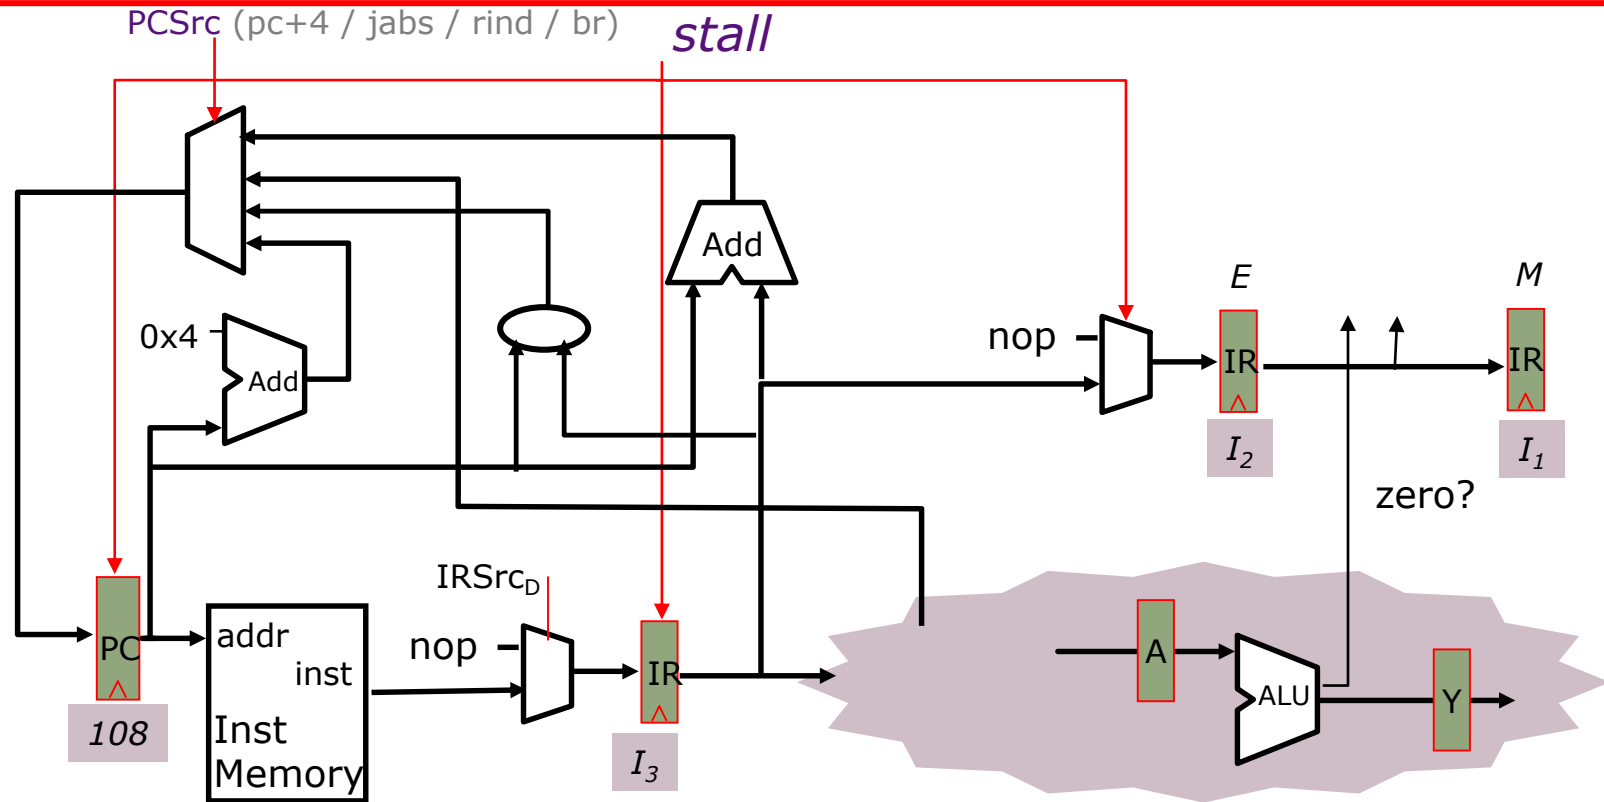 PCSrc (pc+4 / jabs / rind / br)
stall
Add
0x4
Add
nop
E
IR
I2
M
IR
I1
zero?
IRSrcD
nop
PC
108
addr
inst
Inst
Memory
IR
I3
A
ALU
Y